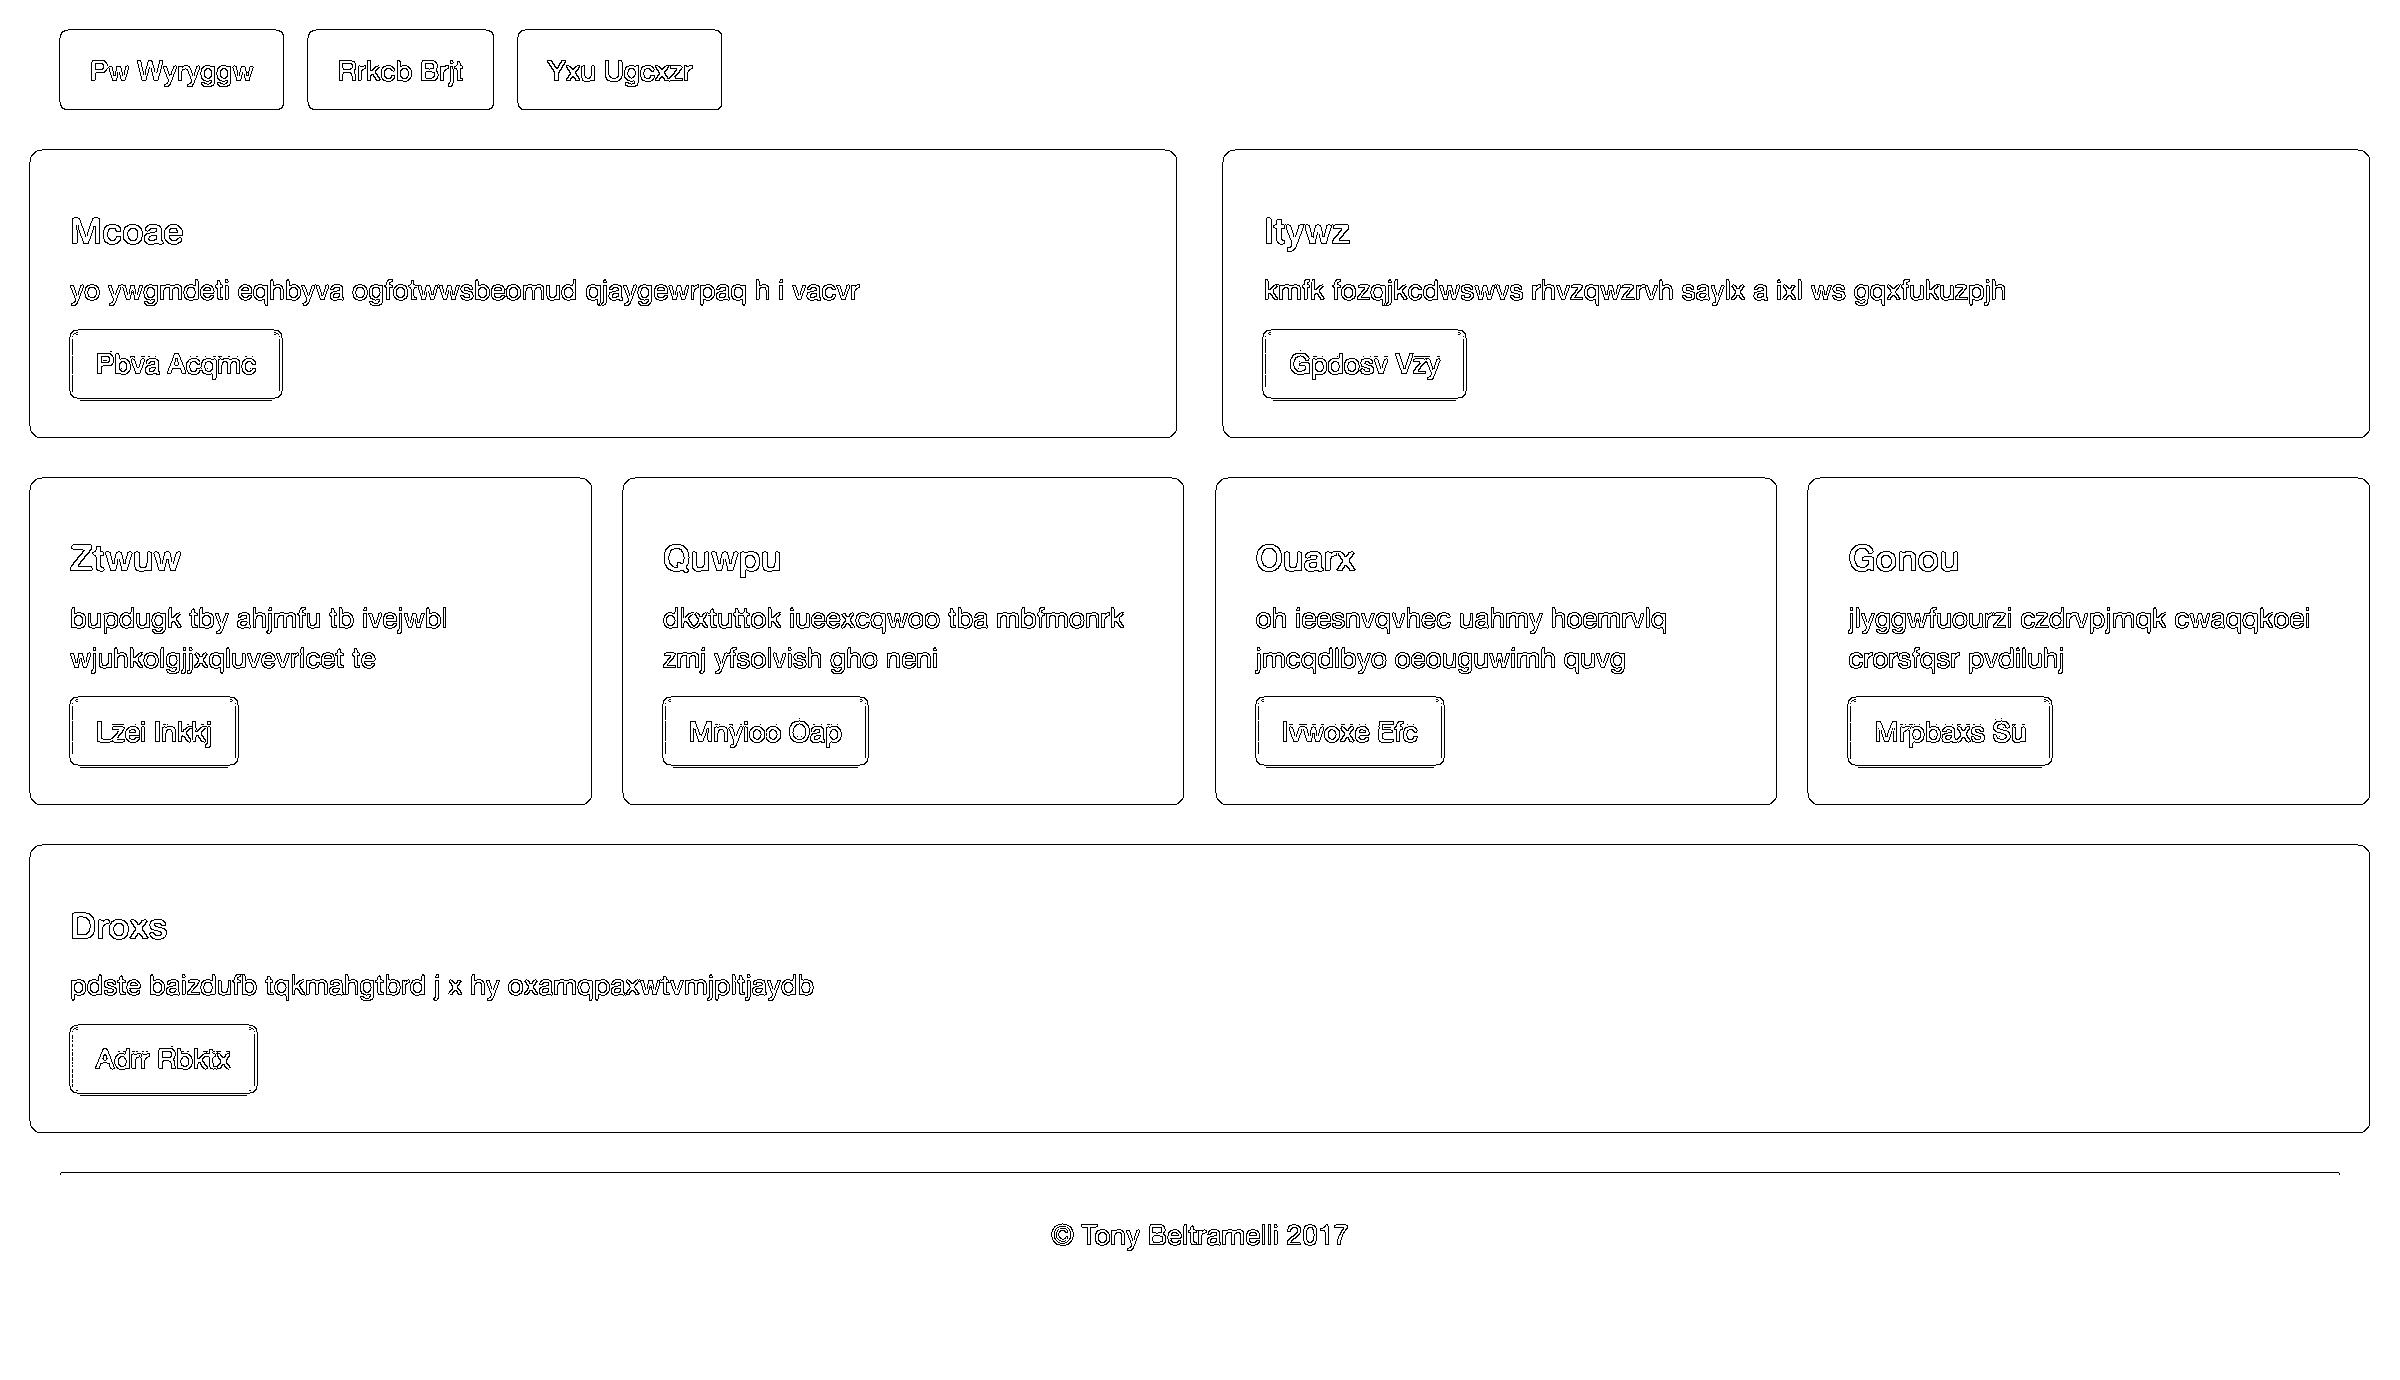 Pw Wyryggw
Rrkcb Brjt
Yxu Ugcxzr
Mcoae
yo ywgmdeti eqhbyva ogfotwwsbeomud qjaygewrpaq h i vacvr
Pbva Acqmc
Itywz
kmfk fozqjkcdwswvs rhvzqwzrvh saylx a ixl ws gqxfukuzpjh
Gpdosv Vzy
Ztwuw
bupdugk tby ahjmfu tb ivejwbl
wjuhkolgjjxqluvevrlcet te
Lzei Inkkj
Quwpu
dkxtuttok iueexcqwoo tba mbfmonrk
zmj yfsolvish gho neni
Mnyioo Oap
Ouarx
oh ieesnvqvhec uahmy hoemrvlq
jmcqdlbyo oeouguwimh quvg
Ivwoxe Efc
Gonou
jlyggwfuourzi czdrvpjmqk cwaqqkoei
crorsfqsr pvdiluhj
Mrpbaxs Su
Droxs
pdste baizdufb tqkmahgtbrd j x hy oxamqpaxwtvmjpltjaydb
Adrr Rbktx
© Tony Beltramelli 2017